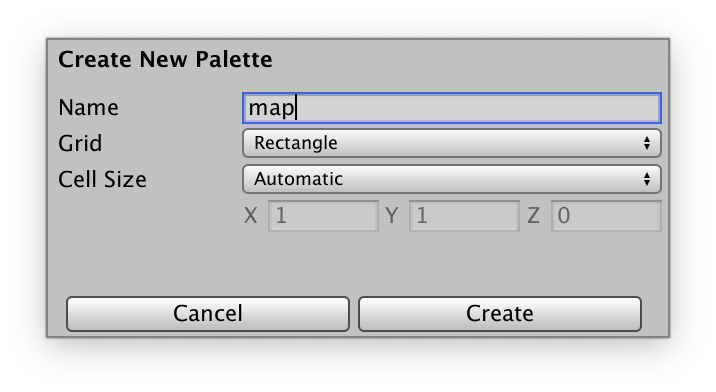 Create New Palette
Name map
Grid Rectangle
Cell Size Automatic
X 1 Y 1 Z 0
Cancel Create